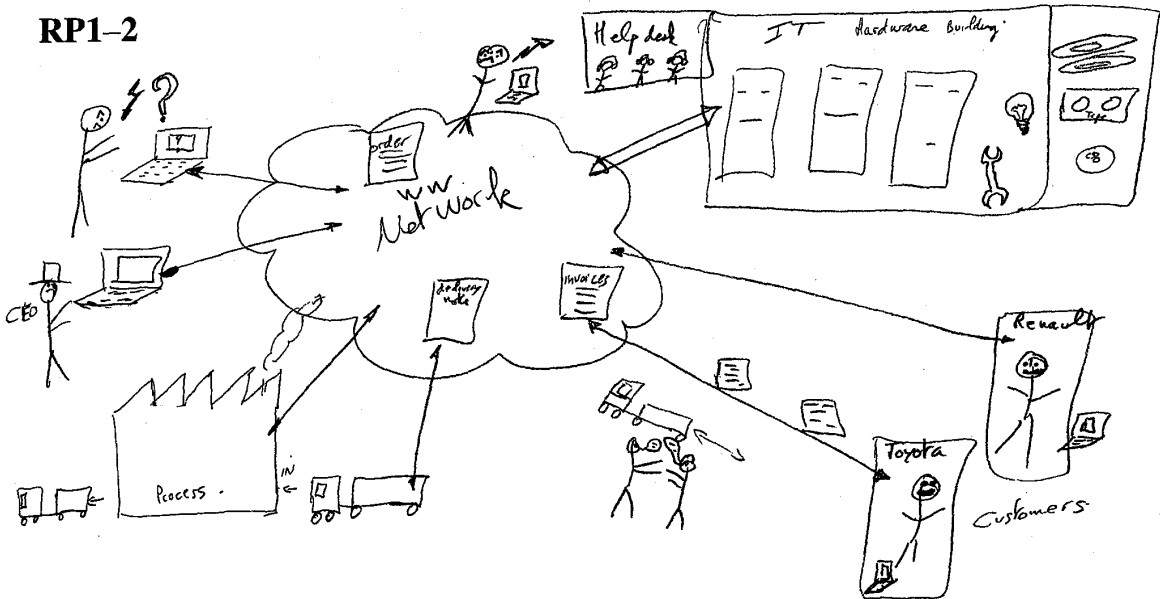 RP1–2
Help desk
IT Hardware Building.
Tape
?
order
WW
Network
CEO
delivery
note
invoices
Renault
Process.
IN
Toyota
Customers